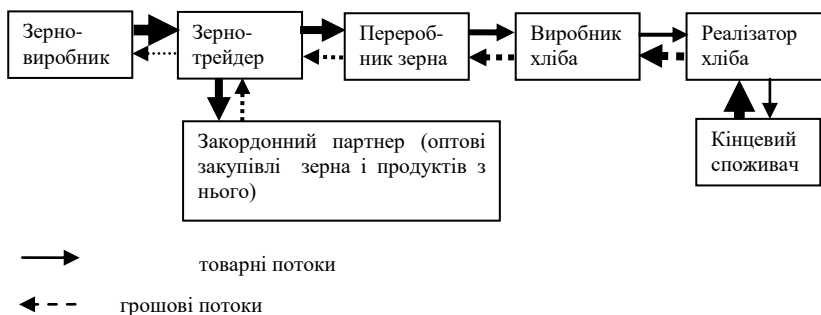 Зерно-
виробник
Зерно-
трейдер
Перероб-
ник зерна
Виробник
хліба
Реалізатор
хліба
Закордонний партнер (оптові
закупівлі зерна і продуктів з
нього)
Кінцевий
споживач
товарні потоки
грошові потоки